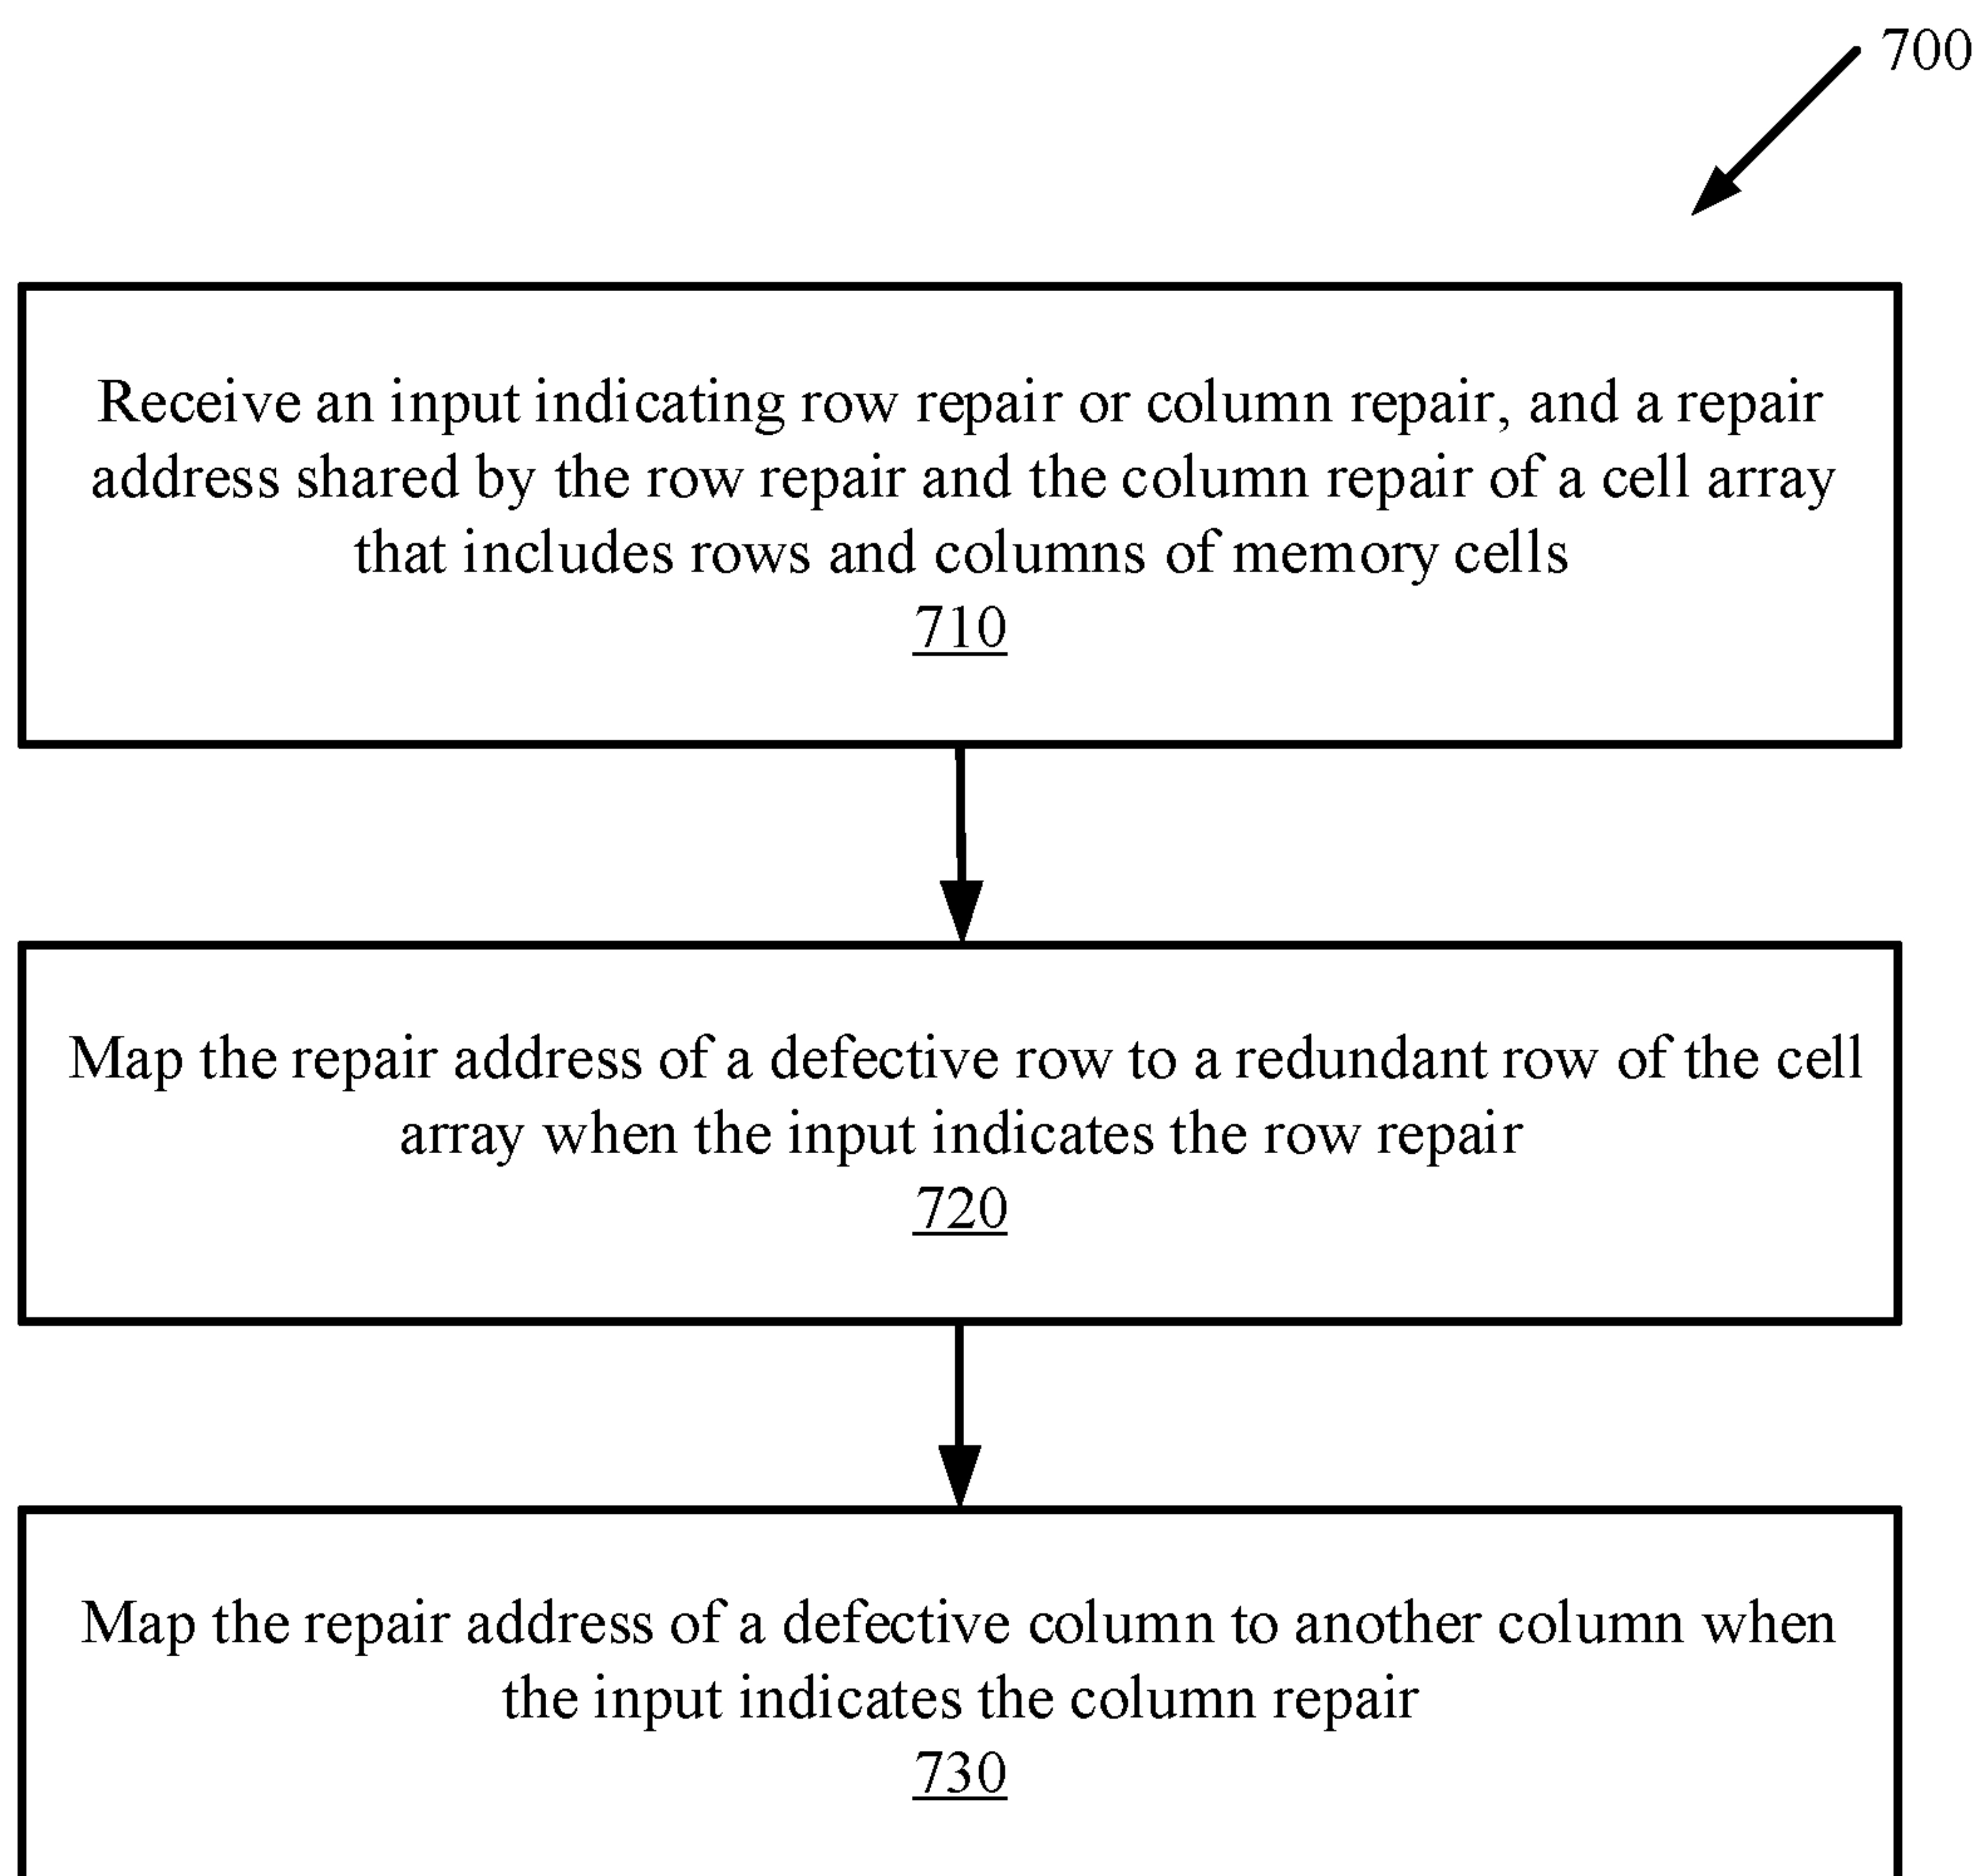 700
Receive an input indicating row repair or column repair, and a repair
address shared by the row repair and the column repair of a cell array
that includes rows and columns of memory cells
710
Map the repair address of a defective row to a redundant row of the cell
array when the input indicates the row repair
720
Map the repair address of a defective column to another column when
the input indicates the column repair
730